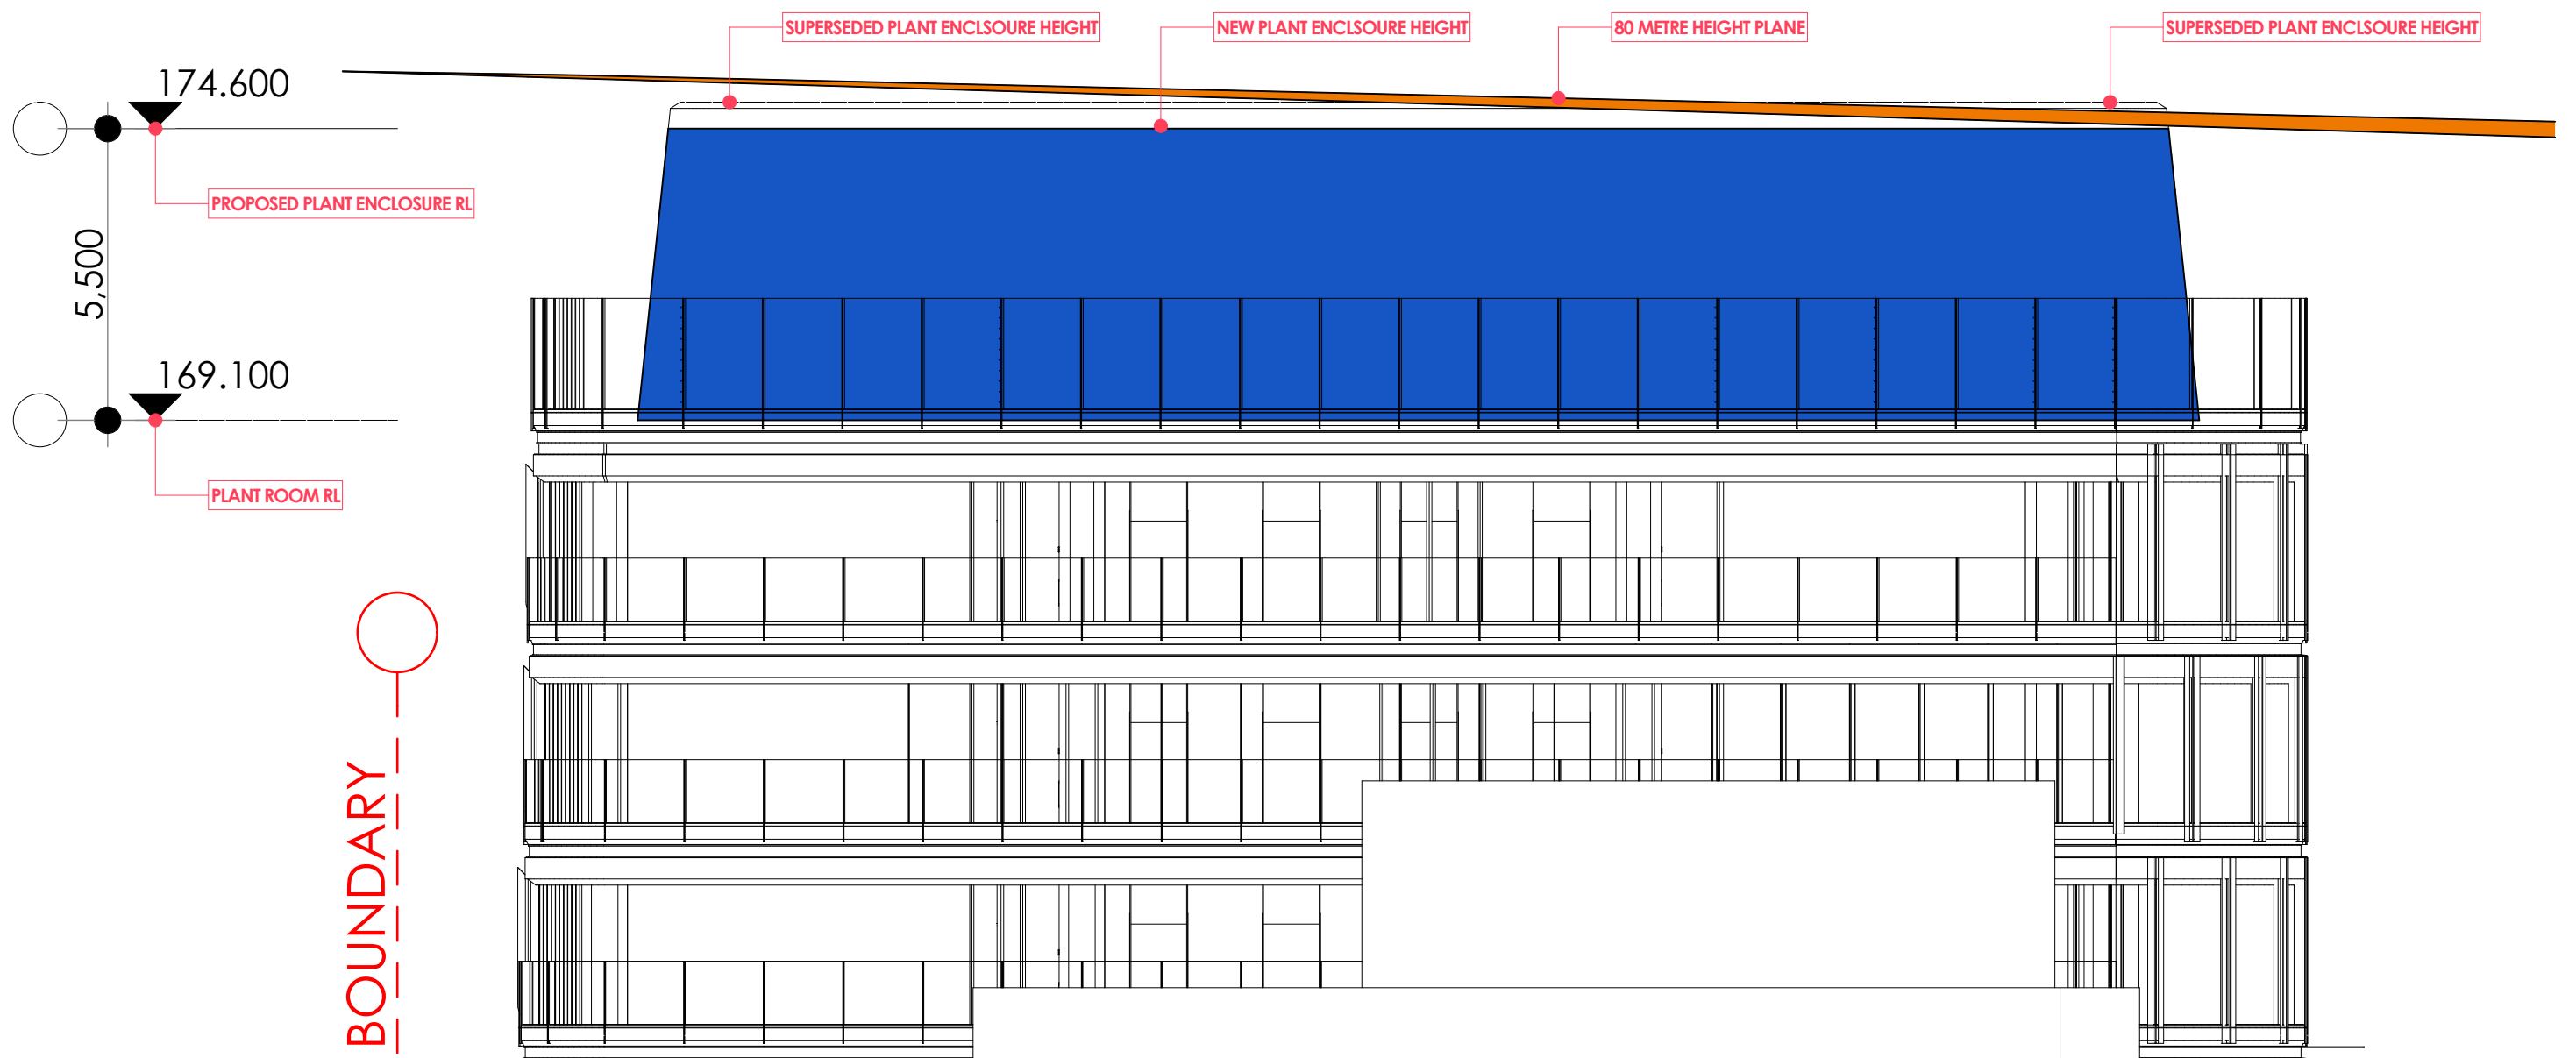 SUPERSEDED PLANT ENCLSOURE HEIGHT
NEW PLANT ENCLSOURE HEIGHT
80 METRE HEIGHT PLANE
SUPERSEDED PLANT ENCLSOURE HEIGHT
174.600
PROPOSED PLANT ENCLOSURE RL
5,500
169.100
PLANT ROOM RL
BOUNDARY